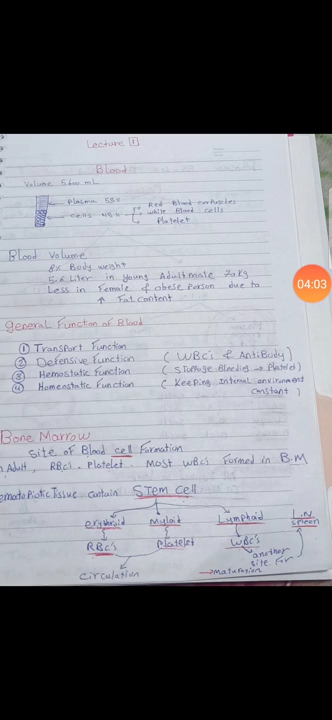 Lecture 1
Blood
Volume 5600 mL
Plasma 55%
Cells 45%
Red Blood corpuscles
white Blood cells
Platelet
Blood Volume
8% Body weight
5.6 Liter in Young Adult male 70kg
Less in Female & obese Person due to
↑ Fat content
04:03
general Function of Blood
① Transport Function
② Defensive Function ( WBc's & AntiBody )
③ Hemostatic Function ( Stoppage Bleeding → Platelet )
④ Homenstatic Function ( Keeping Internal environment
constant )
Bone Marrow
Site of Blood cell Formation
Adult, RBc's, Platelet. Most WBc's Formed in B.M
Tissue contain Stem cell
erythroid Myloid Lymphoid L.N
spleen
RBc's Platelet WBc's
circulation
another
site For
→ maturation